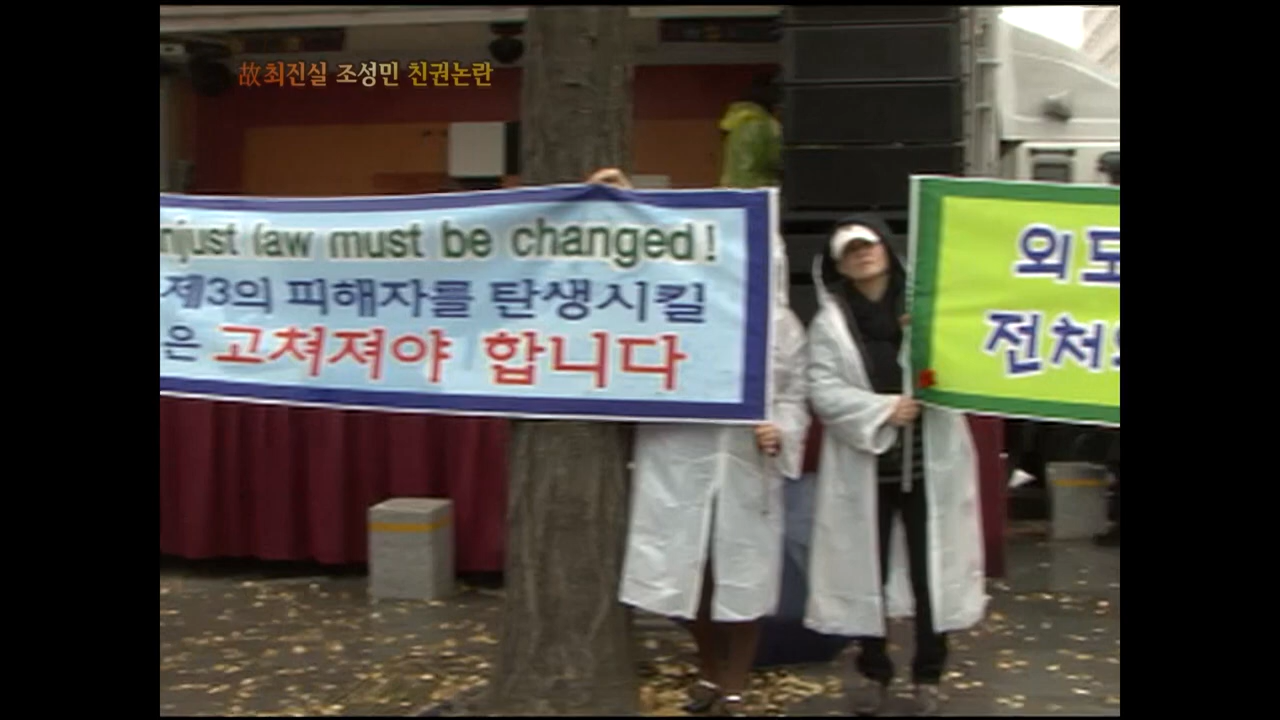 故최진실 조성민 친권논란
njust law must be changed!
제3의 피해자를 탄생시킬
은 고쳐져야 합니다
외도
전처의